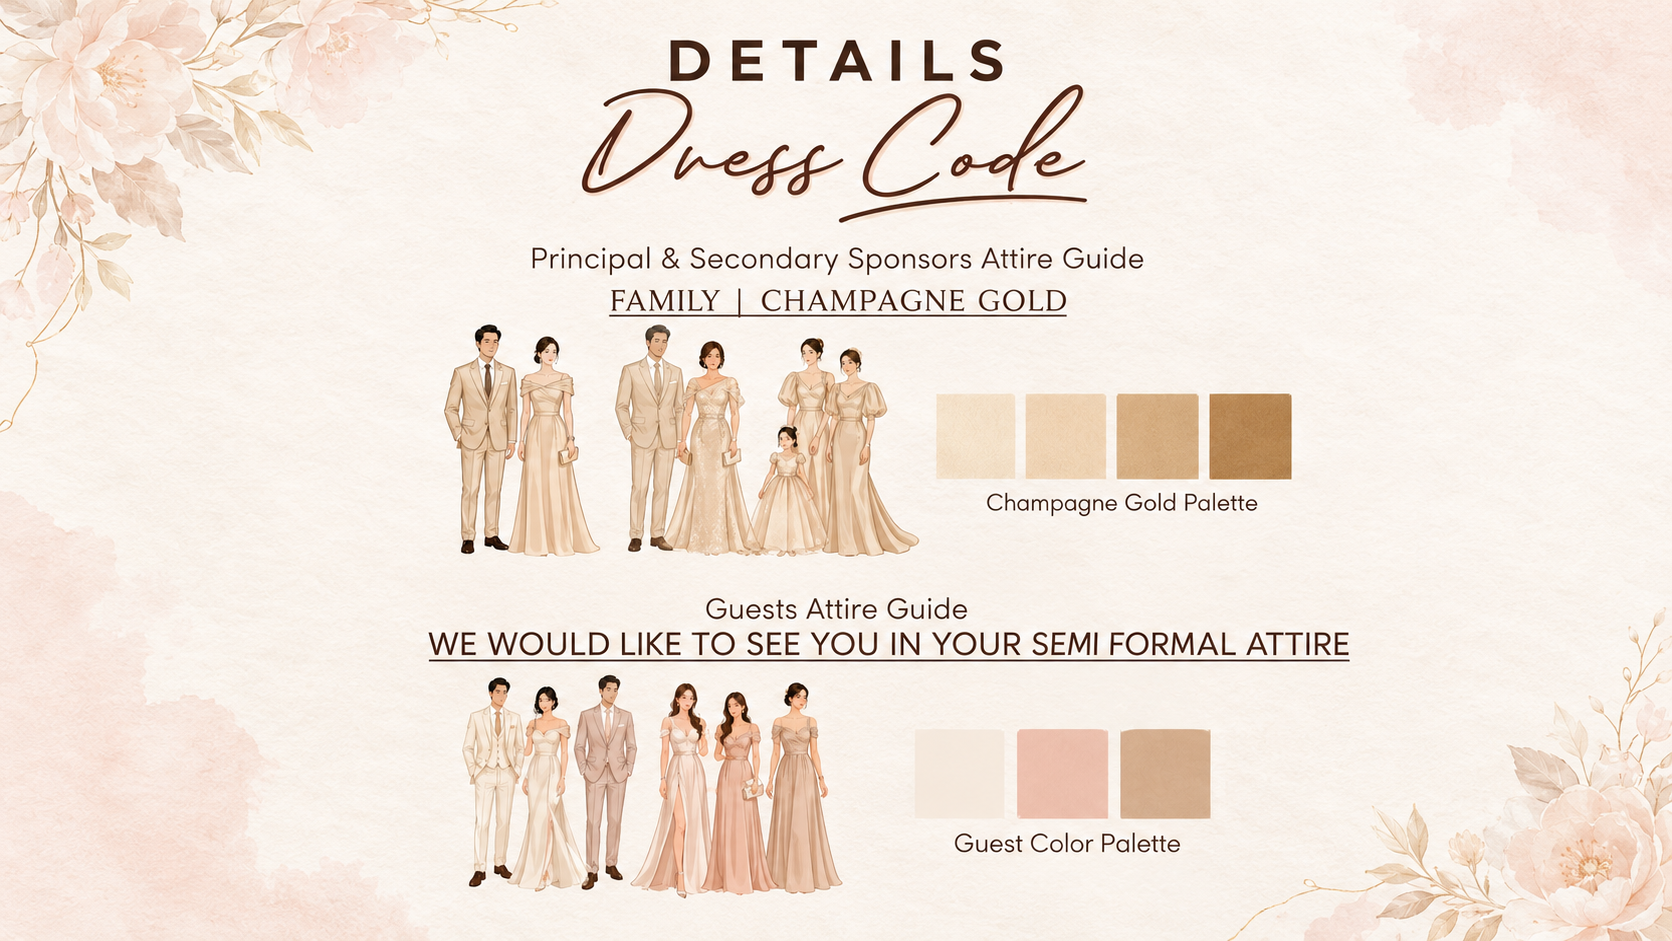 DETAILS
Dress Code
Principal & Secondary Sponsors Attire Guide
FAMILY | CHAMPAGNE GOLD
Champagne Gold Palette
Guests Attire Guide
WE WOULD LIKE TO SEE YOU IN YOUR SEMI FORMAL ATTIRE
Guest Color Palette